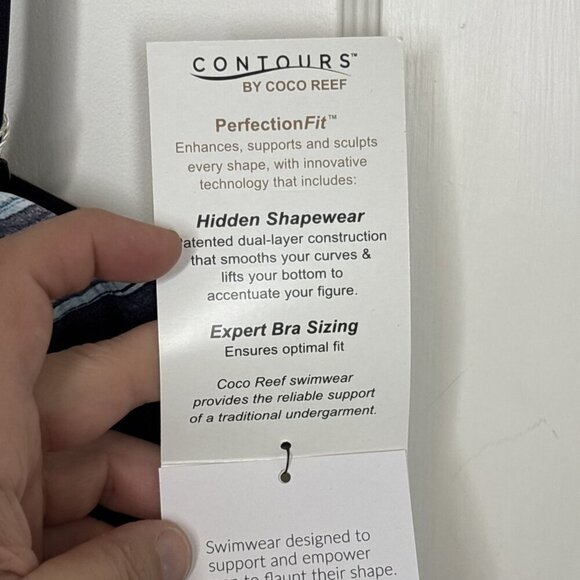 CONTOURS™
BY COCO REEF
PerfectionFit™
Enhances, supports and sculpts
every shape, with innovative
technology that includes:
Hidden Shapewear
atented dual-layer construction
that smooths your curves &
lifts your bottom to
accentuate your figure.
Expert Bra Sizing
Ensures optimal fit
Coco Reef swimwear
provides the reliable support
of a traditional undergarment.
Swimwear designed to
support and empower
to flaunt their shape.